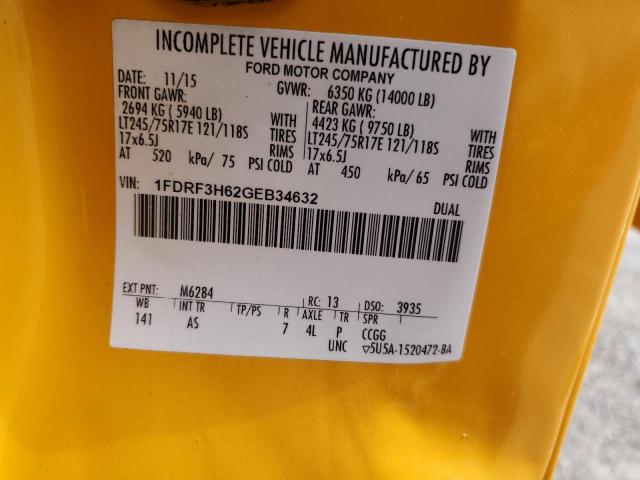 INCOMPLETE VEHICLE MANUFACTURED BY
FORD MOTOR COMPANY
DATE: 11/15 GVWR: 6350 KG (14000 LB)
FRONT GAWR: REAR GAWR:
2694 KG ( 5940 LB) WITH 4423 KG ( 9750 LB) WITH
LT245/75R17E 121/118S TIRES LT245/75R17E 121/118S TIRES
17x6.5J RIMS 17x6.5J RIMS
AT 520 kPa/ 75 PSI COLD AT 450 kPa/ 65 PSI COLD
VIN: 1FDRF3H62GEB34632 DUAL
EXT PNT: M6284 RC: 13 DSO: 3935
WB INT TR TP/PS R AXLE TR SPR
141 AS 7 4L P CCGG
UNC ▽5U5A-1520472-BA